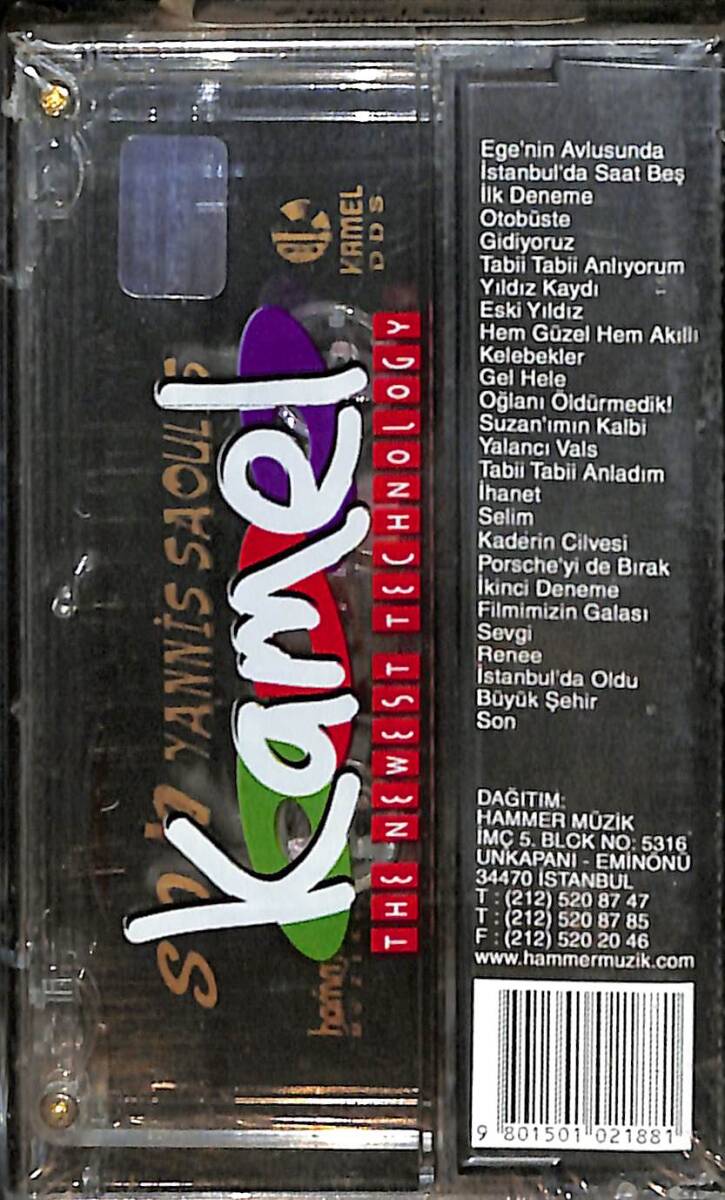 Ege'nin Avlusunda
İstanbul'da Saat Beş
İlk Deneme
Otobüste
Gidiyoruz
Tabii Tabii Anlıyorum
Yıldız Kaydı
Eski Yıldız
Hem Güzel Hem Akıllı
Kelebekler
Gel Hele
Oğlanı Öldürmedik!
Suzan'ımın Kalbi
Yalancı Vals
Tabii Tabii Anladım
İhanet
Selim
Kaderin Cilvesi
Porsche'yi de Bırak
İkinci Deneme
Filmimizin Galası
Sevgi
Renee
İstanbul'da Oldu
Büyük Şehir
Son
DAĞITIM:
HAMMER MÜZİK
İMÇ 5. BLOK NO: 5316
UNKAPANI - EMİNÖNÜ
34470 İSTANBUL
T : (212) 520 87 47
T : (212) 520 87 85
F : (212) 520 20 46
www.hammermuzik.com
9 801501 021881
Kamel
THE NEWEST TECHNOLOGY
KAMEL
DDS
YANNİS